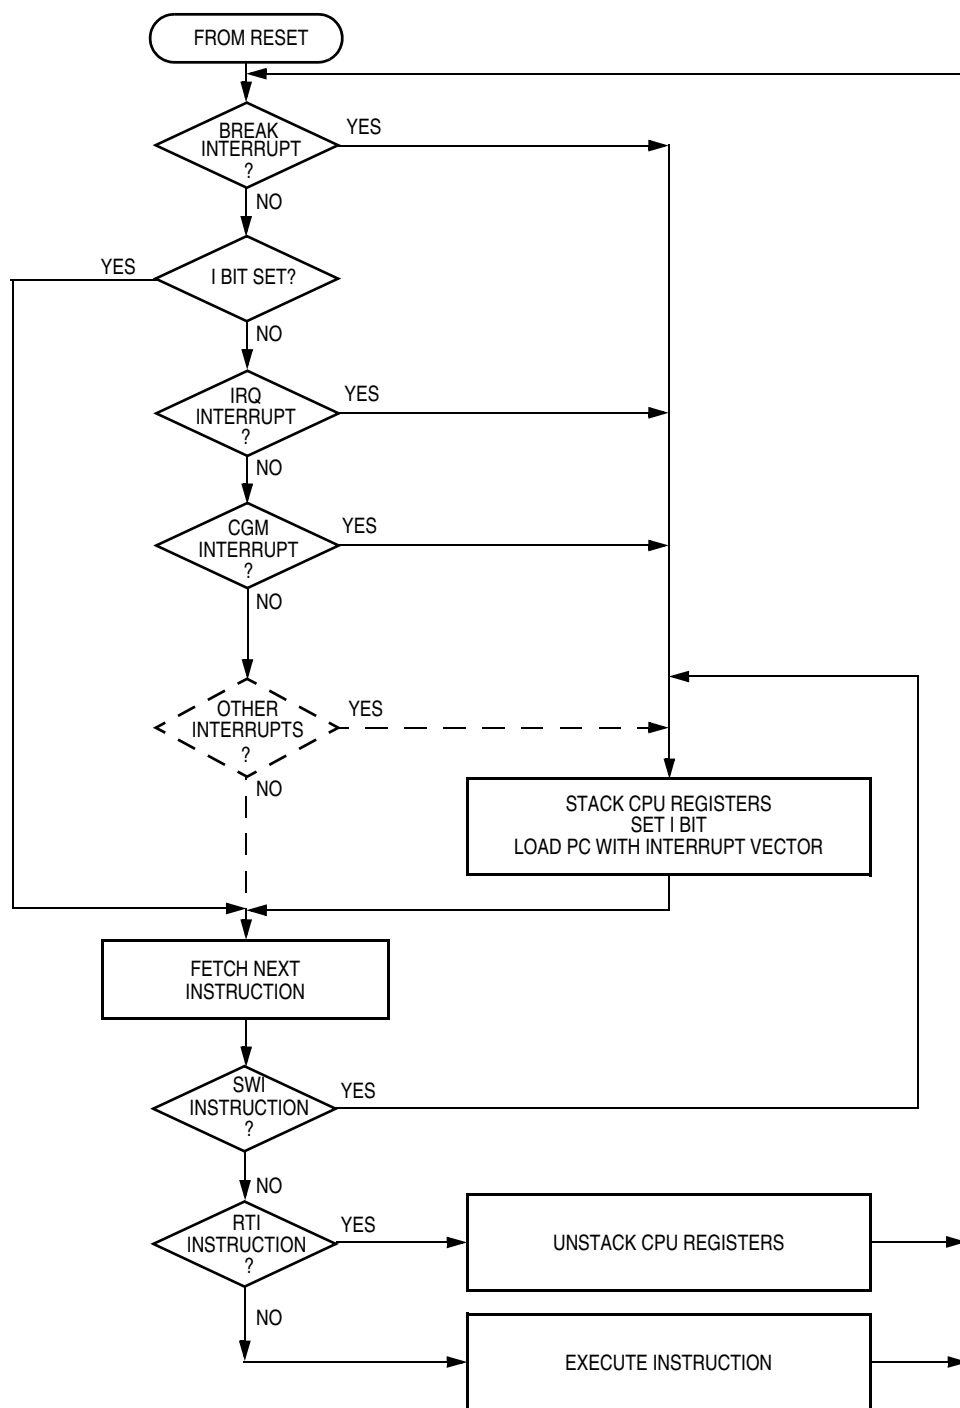 FROM RESET
BREAK
INTERRUPT
?
YES
NO
YES
I BIT SET?
NO
IRQ
INTERRUPT
?
YES
NO
CGM
INTERRUPT
?
YES
NO
OTHER
INTERRUPTS
?
YES
NO
STACK CPU REGISTERS
SET I BIT
LOAD PC WITH INTERRUPT VECTOR
FETCH NEXT
INSTRUCTION
SWI
INSTRUCTION
?
YES
NO
RTI
INSTRUCTION
?
YES
UNSTACK CPU REGISTERS
NO
EXECUTE INSTRUCTION